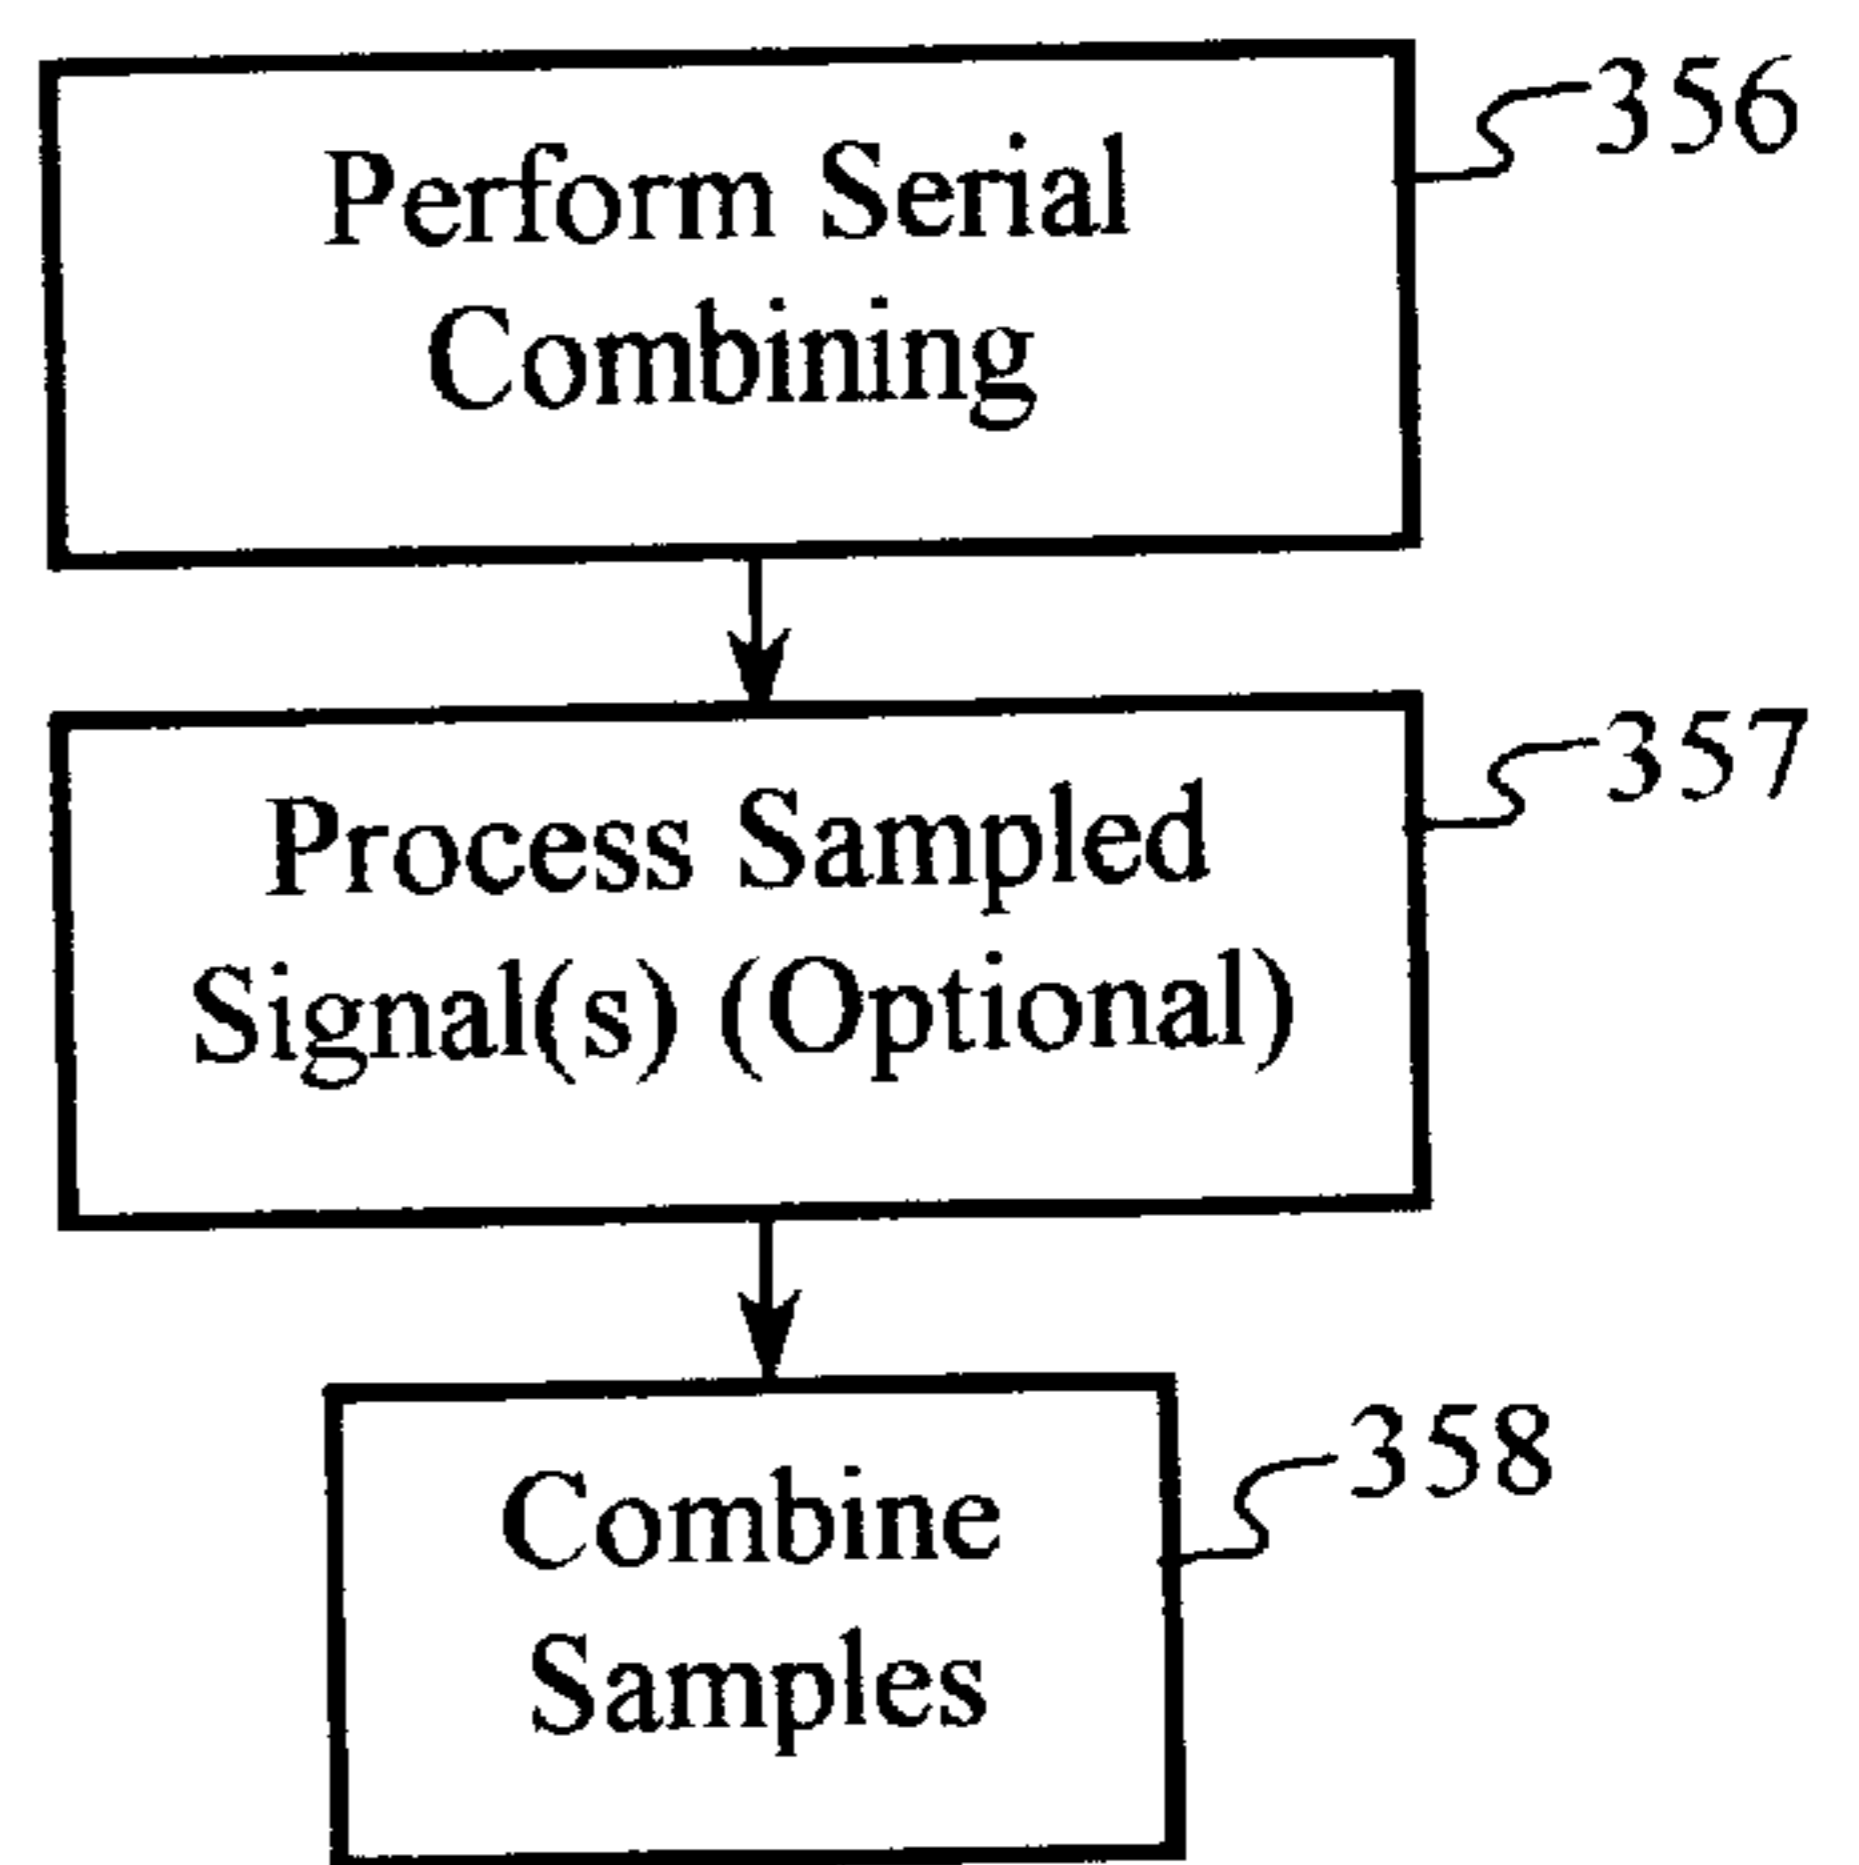 Perform Serial
Combining
356
Process Sampled
Signal(s) (Optional)
357
Combine
Samples
358